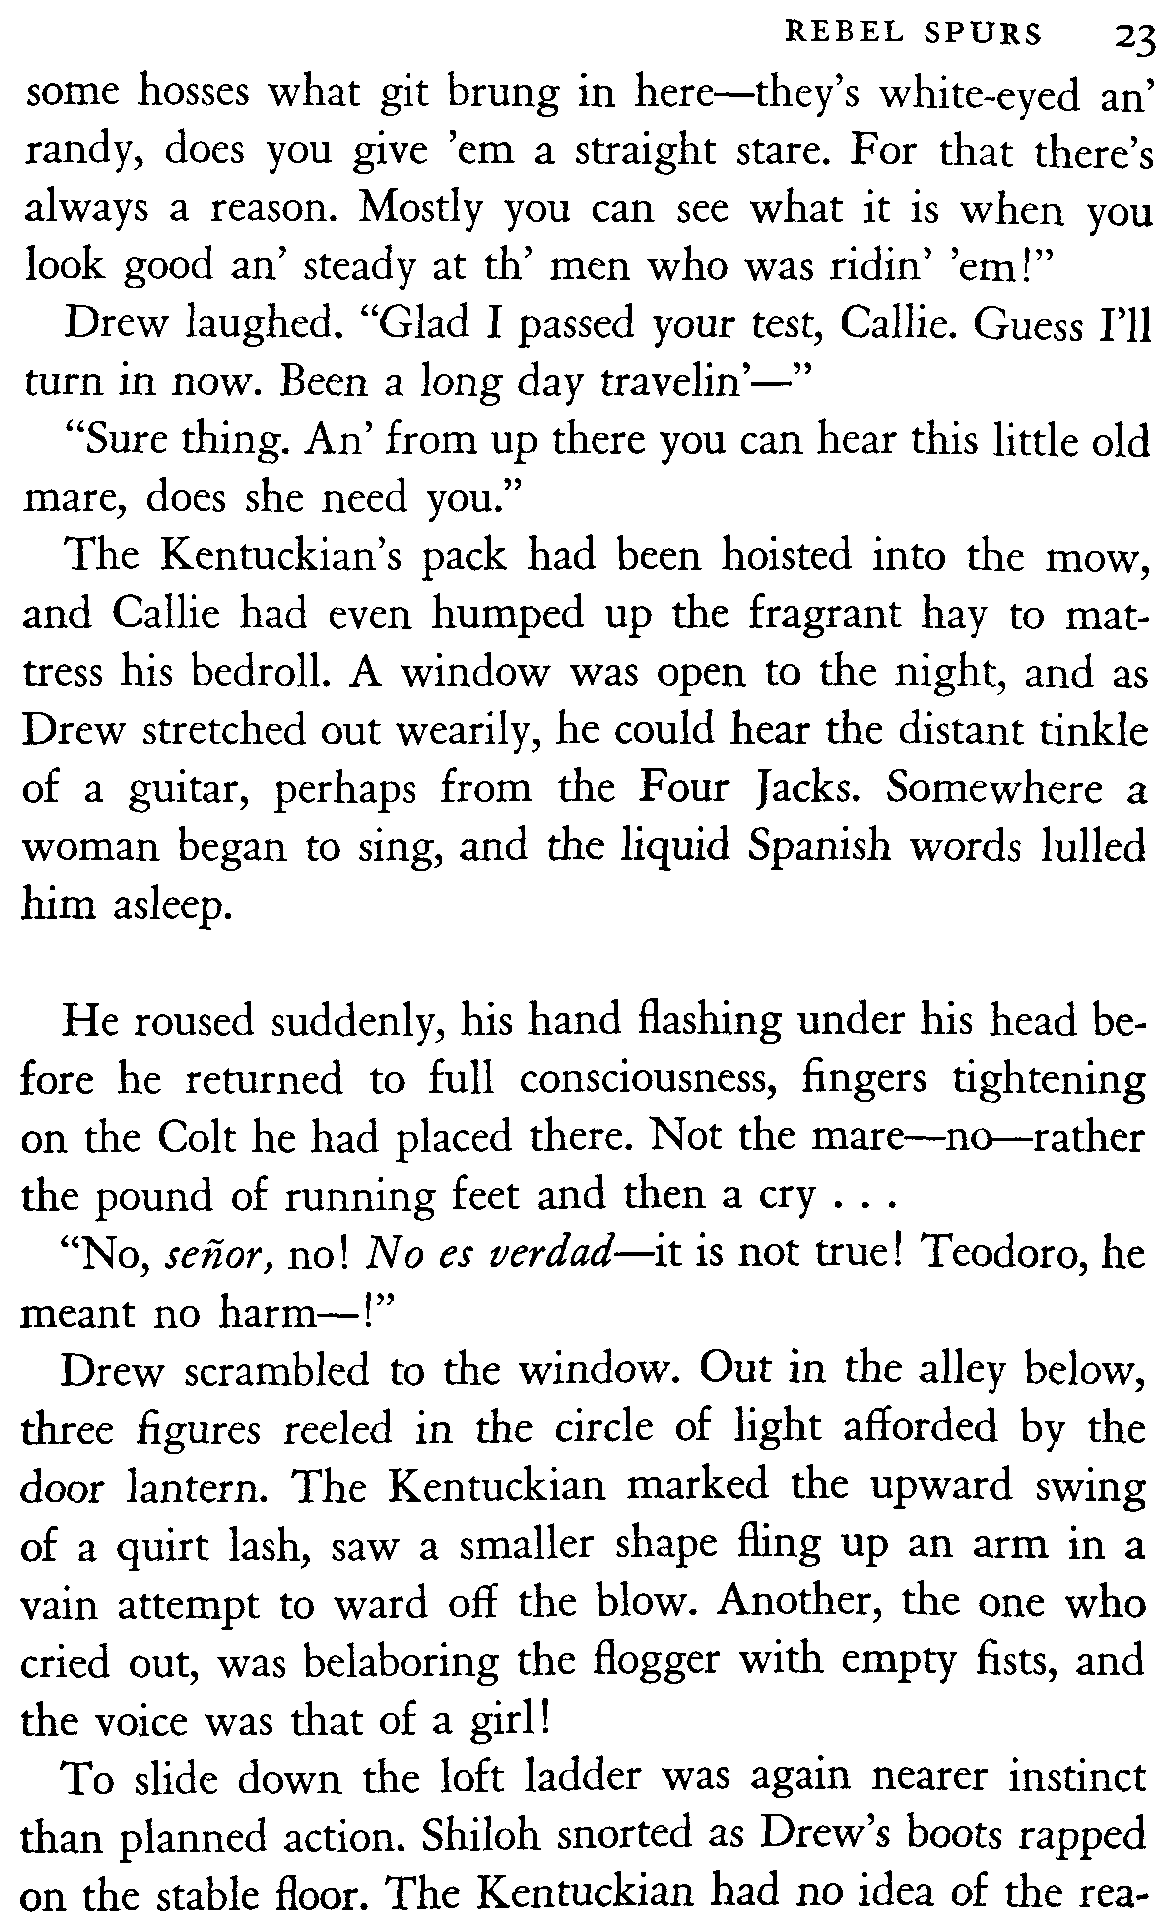 REBEL SPURS 23
some hosses what git brung in here—they's white-eyed an'
randy, does you give 'em a straight stare. For that there's
always a reason. Mostly you can see what it is when you
look good an' steady at th' men who was ridin' 'em!”
Drew laughed. “Glad I passed your test, Callie. Guess I'll
turn in now. Been a long day travelin'—”
“Sure thing. An' from up there you can hear this little old
mare, does she need you.”
The Kentuckian's pack had been hoisted into the mow,
and Callie had even humped up the fragrant hay to mat-
tress his bedroll. A window was open to the night, and as
Drew stretched out wearily, he could hear the distant tinkle
of a guitar, perhaps from the Four Jacks. Somewhere a
woman began to sing, and the liquid Spanish words lulled
him asleep.
He roused suddenly, his hand flashing under his head be-
fore he returned to full consciousness, fingers tightening
on the Colt he had placed there. Not the mare—no—rather
the pound of running feet and then a cry . . .
“No, señor, no! No es verdad—it is not true! Teodoro, he
meant no harm—!”
Drew scrambled to the window. Out in the alley below,
three figures reeled in the circle of light afforded by the
door lantern. The Kentuckian marked the upward swing
of a quirt lash, saw a smaller shape fling up an arm in a
vain attempt to ward off the blow. Another, the one who
cried out, was belaboring the flogger with empty fists, and
the voice was that of a girl!
To slide down the loft ladder was again nearer instinct
than planned action. Shiloh snorted as Drew's boots rapped
on the stable floor. The Kentuckian had no idea of the rea-